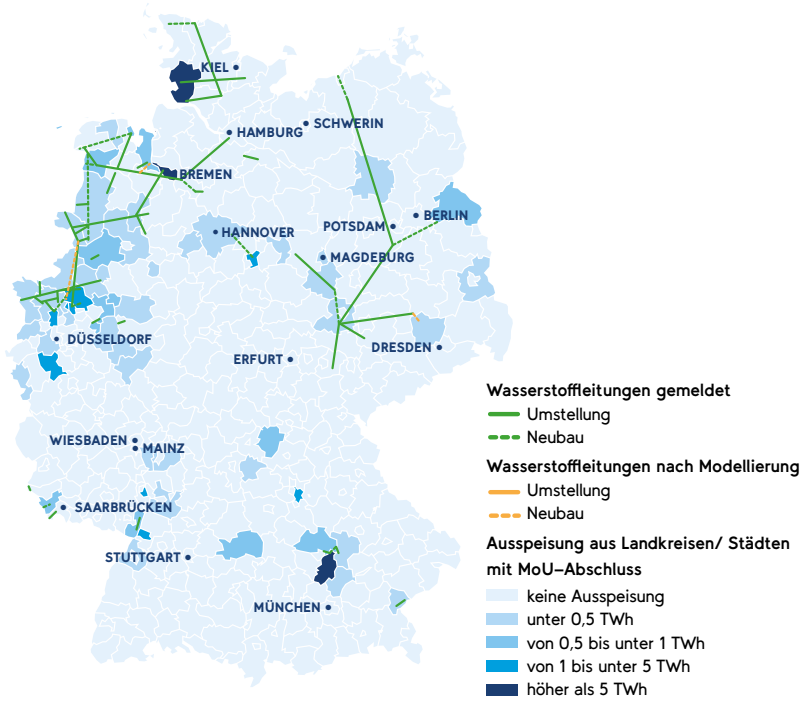 KIEL
SCHWERIN
HAMBURG
BREMEN
BERLIN
POTSDAM
HANNOVER
MAGDEBURG
DÜSSELDORF
DRESDEN
ERFURT
WIESBADEN
MAINZ
SAARBRÜCKEN
STUTTGART
MÜNCHEN
Wasserstoffleitungen gemeldet
Umstellung
Neubau
Wasserstoffleitungen nach Modellierung
Umstellung
Neubau
Ausspeisung aus Landkreisen/ Städten
mit MoU–Abschluss
keine Ausspeisung
unter 0,5 TWh
von 0,5 bis unter 1 TWh
von 1 bis unter 5 TWh
höher als 5 TWh